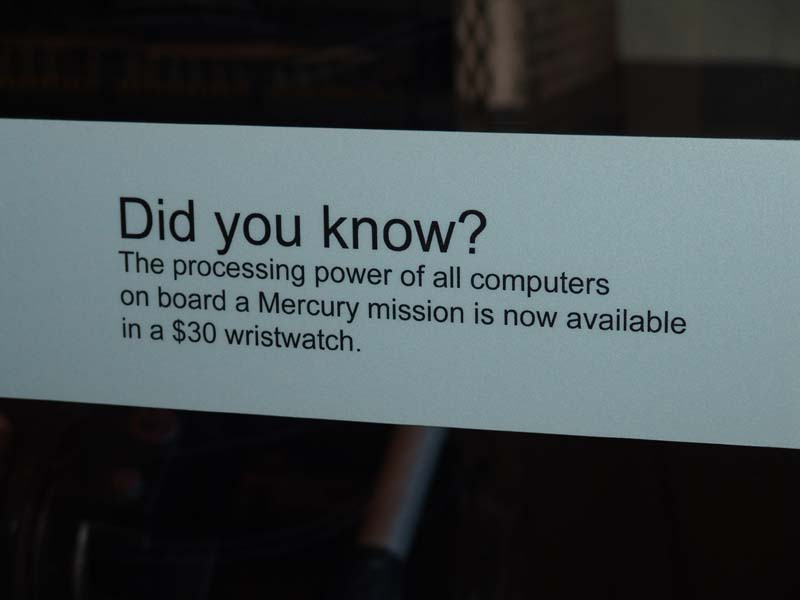 Did you know?
The processing power of all computers
on board a Mercury mission is now available
in a $30 wristwatch.